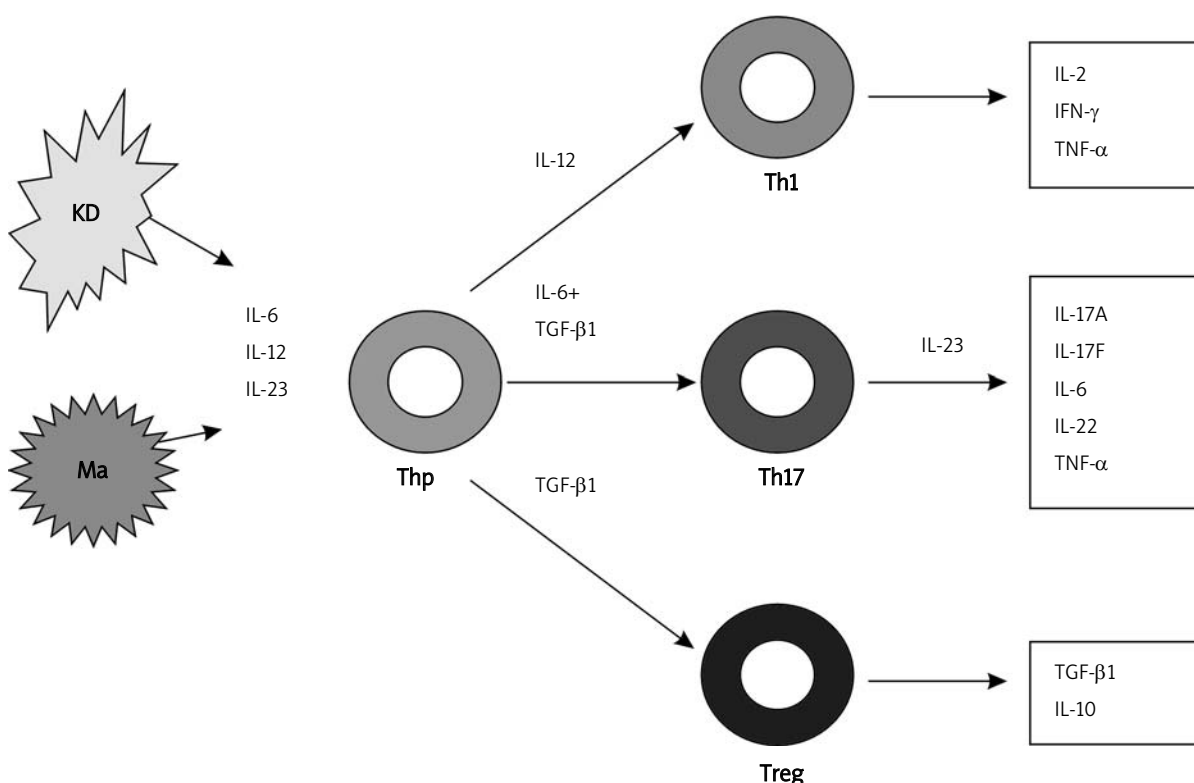 KD
Ma
IL-6
IL-12
IL-23
Thp
IL-12
IL-6+
TGF-β1
TGF-β1
Th1
Th17
Treg
IL-23
IL-2
IFN-γ
TNF-α
IL-17A
IL-17F
IL-6
IL-22
TNF-α
TGF-β1
IL-10